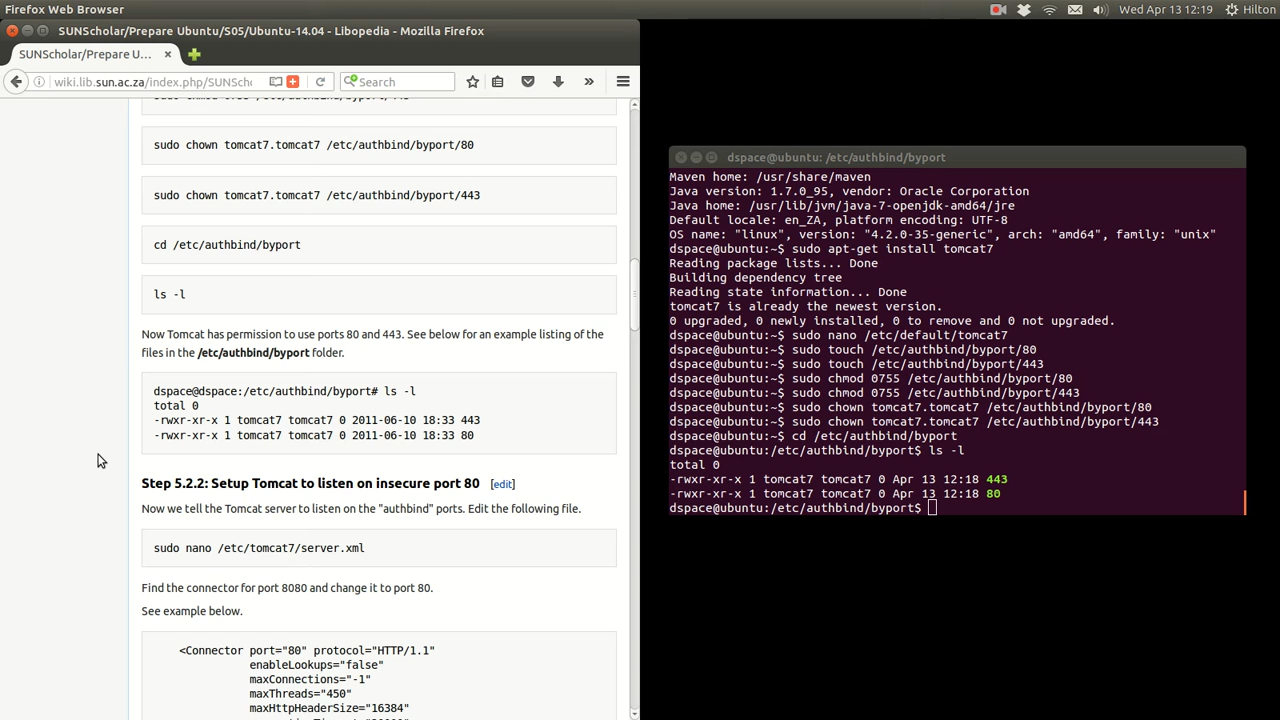 Firefox Web Browser
Wed Apr 13 12:19
Hilton
SUNScholar/Prepare Ubuntu/S05/Ubuntu-14.04 - Libopedia - Mozilla Firefox
SUNScholar/Prepare U... ×
wiki.lib.sun.ac.za/index.php/SUNSch
Search
sudo chown tomcat7.tomcat7 /etc/authbind/byport/80
sudo chown tomcat7.tomcat7 /etc/authbind/byport/443
cd /etc/authbind/byport
ls -l
Now Tomcat has permission to use ports 80 and 443. See below for an example listing of the
files in the /etc/authbind/byport folder.
dspace@dspace:/etc/authbind/byport# ls -l
total 0
-rwxr-xr-x 1 tomcat7 tomcat7 0 2011-06-10 18:33 443
-rwxr-xr-x 1 tomcat7 tomcat7 0 2011-06-10 18:33 80
Step 5.2.2: Setup Tomcat to listen on insecure port 80 [edit]
Now we tell the Tomcat server to listen on the "authbind" ports. Edit the following file.
sudo nano /etc/tomcat7/server.xml
Find the connector for port 8080 and change it to port 80.
See example below.
<Connector port="80" protocol="HTTP/1.1"
enableLookups="false"
maxConnections="-1"
maxThreads="450"
maxHttpHeaderSize="16384"
dspace@ubuntu: /etc/authbind/byport
Maven home: /usr/share/maven
Java version: 1.7.0_95, vendor: Oracle Corporation
Java home: /usr/lib/jvm/java-7-openjdk-amd64/jre
Default locale: en_ZA, platform encoding: UTF-8
OS name: "linux", version: "4.2.0-35-generic", arch: "amd64", family: "unix"
dspace@ubuntu:~$ sudo apt-get install tomcat7
Reading package lists... Done
Building dependency tree
Reading state information... Done
tomcat7 is already the newest version.
0 upgraded, 0 newly installed, 0 to remove and 0 not upgraded.
dspace@ubuntu:~$ sudo nano /etc/default/tomcat7
dspace@ubuntu:~$ sudo touch /etc/authbind/byport/80
dspace@ubuntu:~$ sudo touch /etc/authbind/byport/443
dspace@ubuntu:~$ sudo chmod 0755 /etc/authbind/byport/80
dspace@ubuntu:~$ sudo chmod 0755 /etc/authbind/byport/443
dspace@ubuntu:~$ sudo chown tomcat7.tomcat7 /etc/authbind/byport/80
dspace@ubuntu:~$ sudo chown tomcat7.tomcat7 /etc/authbind/byport/443
dspace@ubuntu:~$ cd /etc/authbind/byport
dspace@ubuntu:/etc/authbind/byport$ ls -l
total 0
-rwxr-xr-x 1 tomcat7 tomcat7 0 Apr 13 12:18 443
-rwxr-xr-x 1 tomcat7 tomcat7 0 Apr 13 12:18 80
dspace@ubuntu:/etc/authbind/byport$